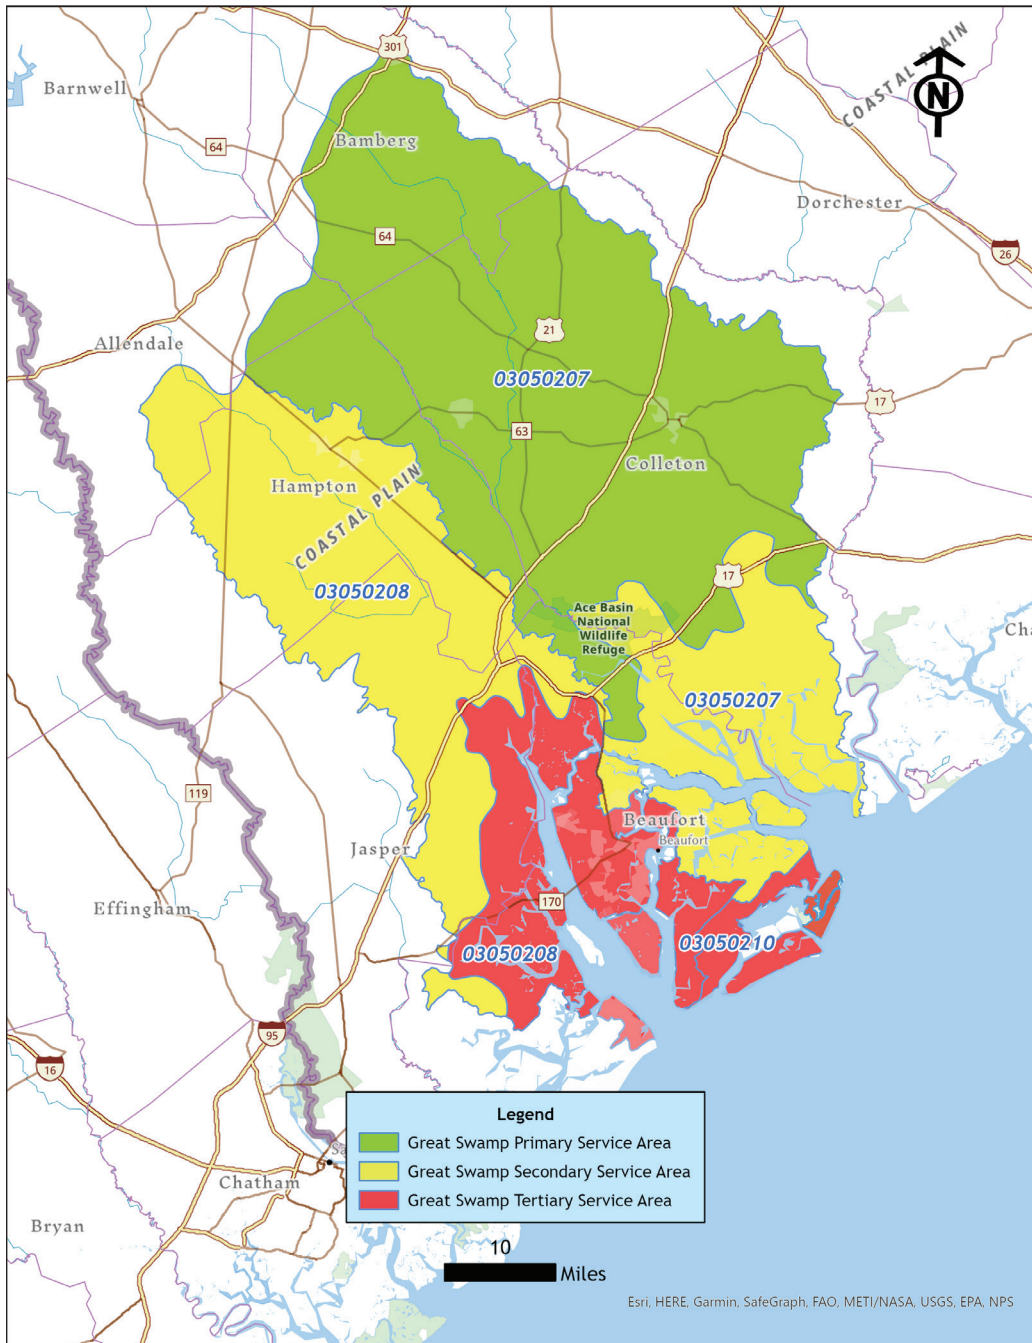 301
COASTAL PLAIN
N
Barnwell
Bamberg
64
Dorchester
64
26
21
Allendale
03050207
17
63
Colleton
Hampton
COASTAL PLAIN
03050208
17
Ace Basin
National
Wildlife
Refuge
03050207
119
Beaufort
Beaufort
Jasper
170
Effingham
03050208
03050210
95
16
Legend
Great Swamp Primary Service Area
Great Swamp Secondary Service Area
Great Swamp Tertiary Service Area
Chatham
Bryan
10
Miles
Esri, HERE, Garmin, SafeGraph, FAO, METI/NASA, USGS, EPA, NPS